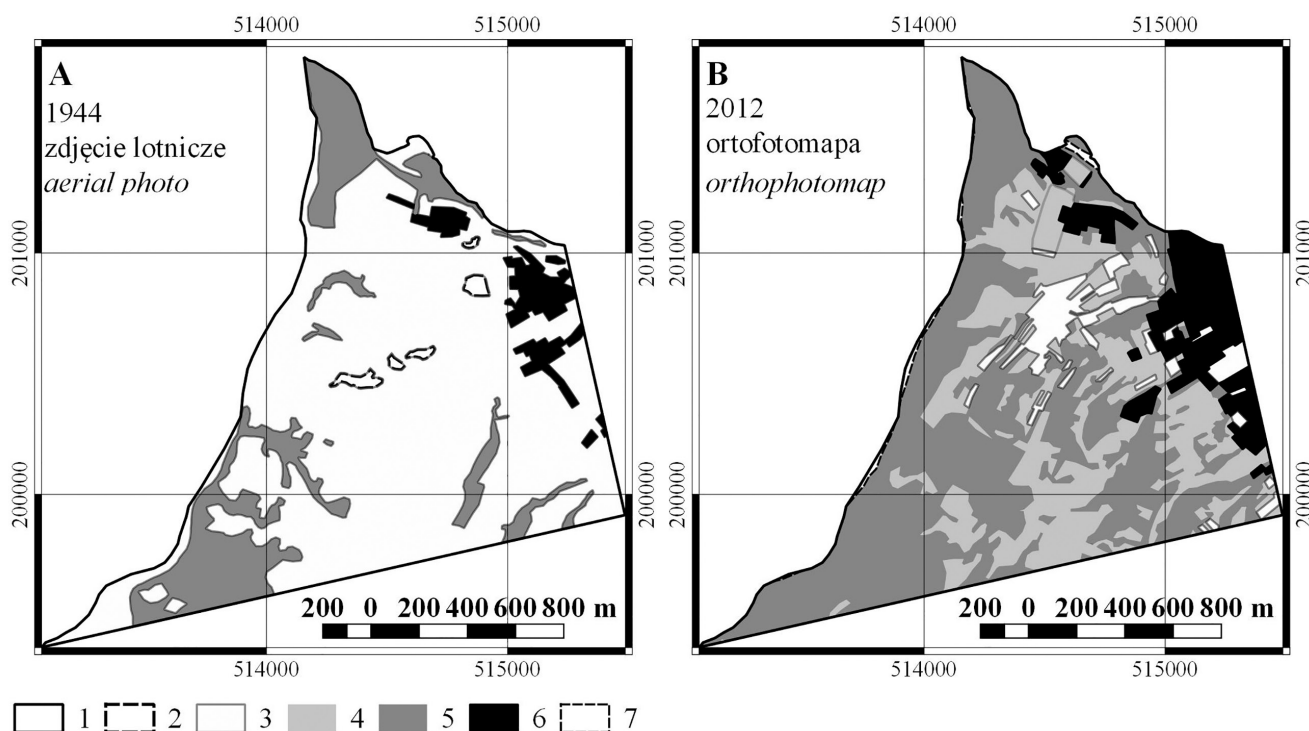 514000 515000 514000 515000
A
1944
zdjęcie lotnicze
aerial photo
B
2012
ortofotomapa
orthophotomap
201000 201000 201000
200000 200000 200000
200 0 200 400 600 800 m
200 0 200 400 600 800 m
514000 515000 514000 515000
1 2 3 4 5 6 7